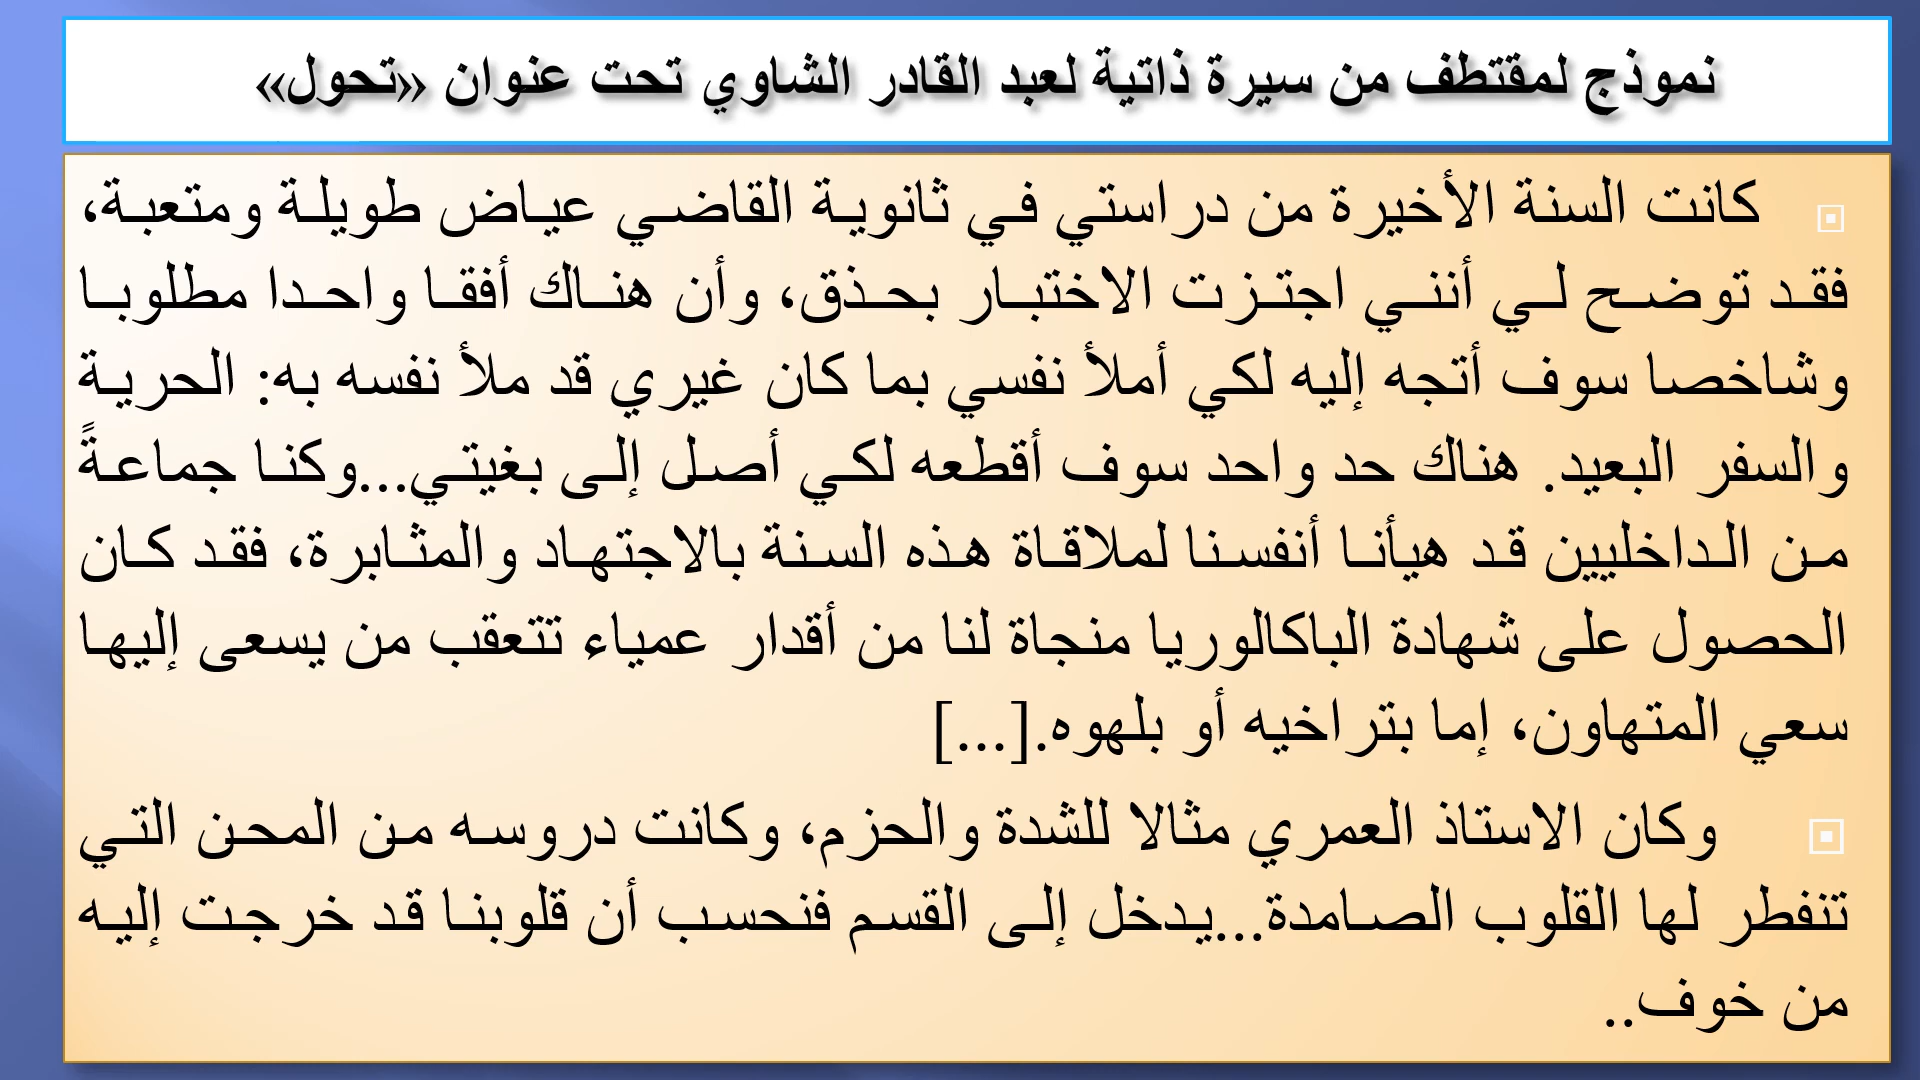 نموذج لمقتطف من سيرة ذاتية لعبد القادر الشاوي تحت عنوان «تحول»
كانت السنة الأخيرة من دراستي في ثانوية القاضي عياض طويلة ومتعبة،
فقد توضح لي أنني اجتزت الاختبار بحذق، وأن هناك أفقا واحدا مطلوبا
وشاخصا سوف أتجه إليه لكي أملأ نفسي بما كان غيري قد ملأ نفسه به: الحرية
والسفر البعيد. هناك حد واحد سوف أقطعه لكي أصل إلى بغيتي...وكنا جماعةً
من الداخليين قد هيأنا أنفسنا لملاقاة هذه السنة بالاجتهاد والمثابرة، فقد كان
الحصول على شهادة الباكالوريا منجاة لنا من أقدار عمياء تتعقب من يسعى إليها
سعي المتهاون، إما بتراخيه أو بلهوه.[...]
وكان الاستاذ العمري مثالا للشدة والحزم، وكانت دروسه من المحن التي
تنفطر لها القلوب الصامدة...يدخل إلى القسم فنحسب أن قلوبنا قد خرجت إليه
من خوف..